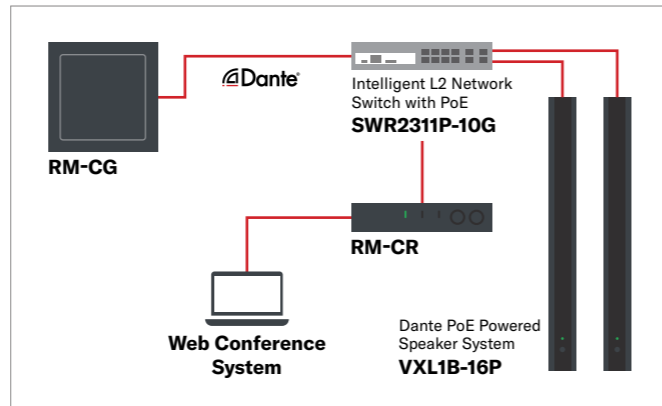 Dante
Intelligent L2 Network
Switch with PoE
SWR2311P-10G
RM-CG
RM-CR
Web Conference
System
Dante PoE Powered
Speaker System
VXL1B-16P